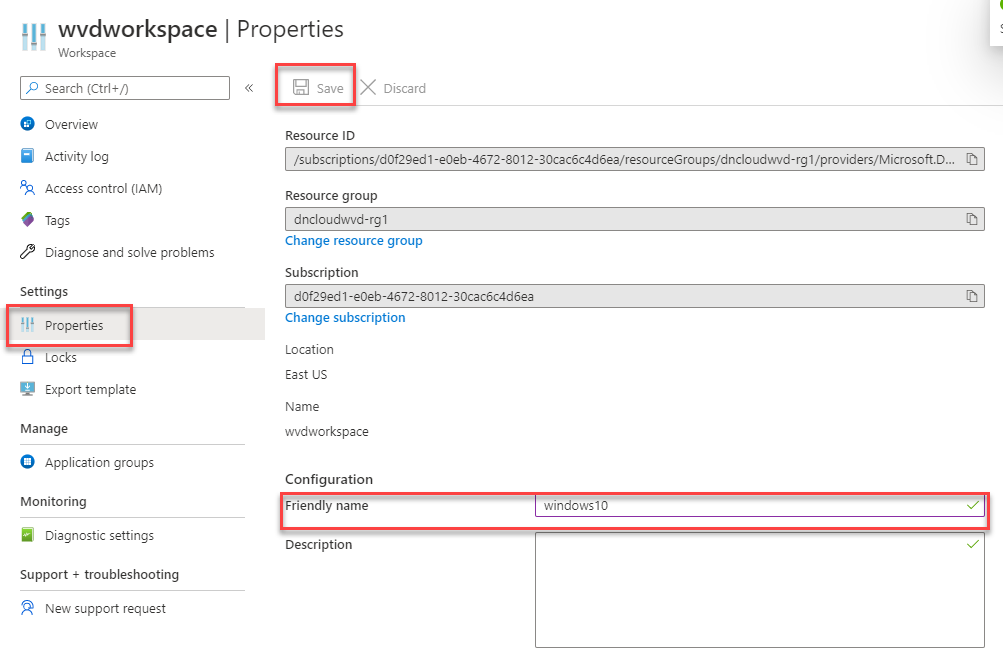 wvdworkspace | Properties
Workspace
Search (Ctrl+/)
«
Save
Discard
Overview
Activity log
Access control (IAM)
Tags
Diagnose and solve problems
Settings
Properties
Locks
Export template
Manage
Application groups
Monitoring
Diagnostic settings
Support + troubleshooting
New support request
Resource ID
/subscriptions/d0f29ed1-e0eb-4672-8012-30cac6c4d6ea/resourceGroups/dncloudwvd-rg1/providers/Microsoft.D...
Resource group
dncloudwvd-rg1
Change resource group
Subscription
d0f29ed1-e0eb-4672-8012-30cac6c4d6ea
Change subscription
Location
East US
Name
wvdworkspace
Configuration
Friendly name
windows10
Description